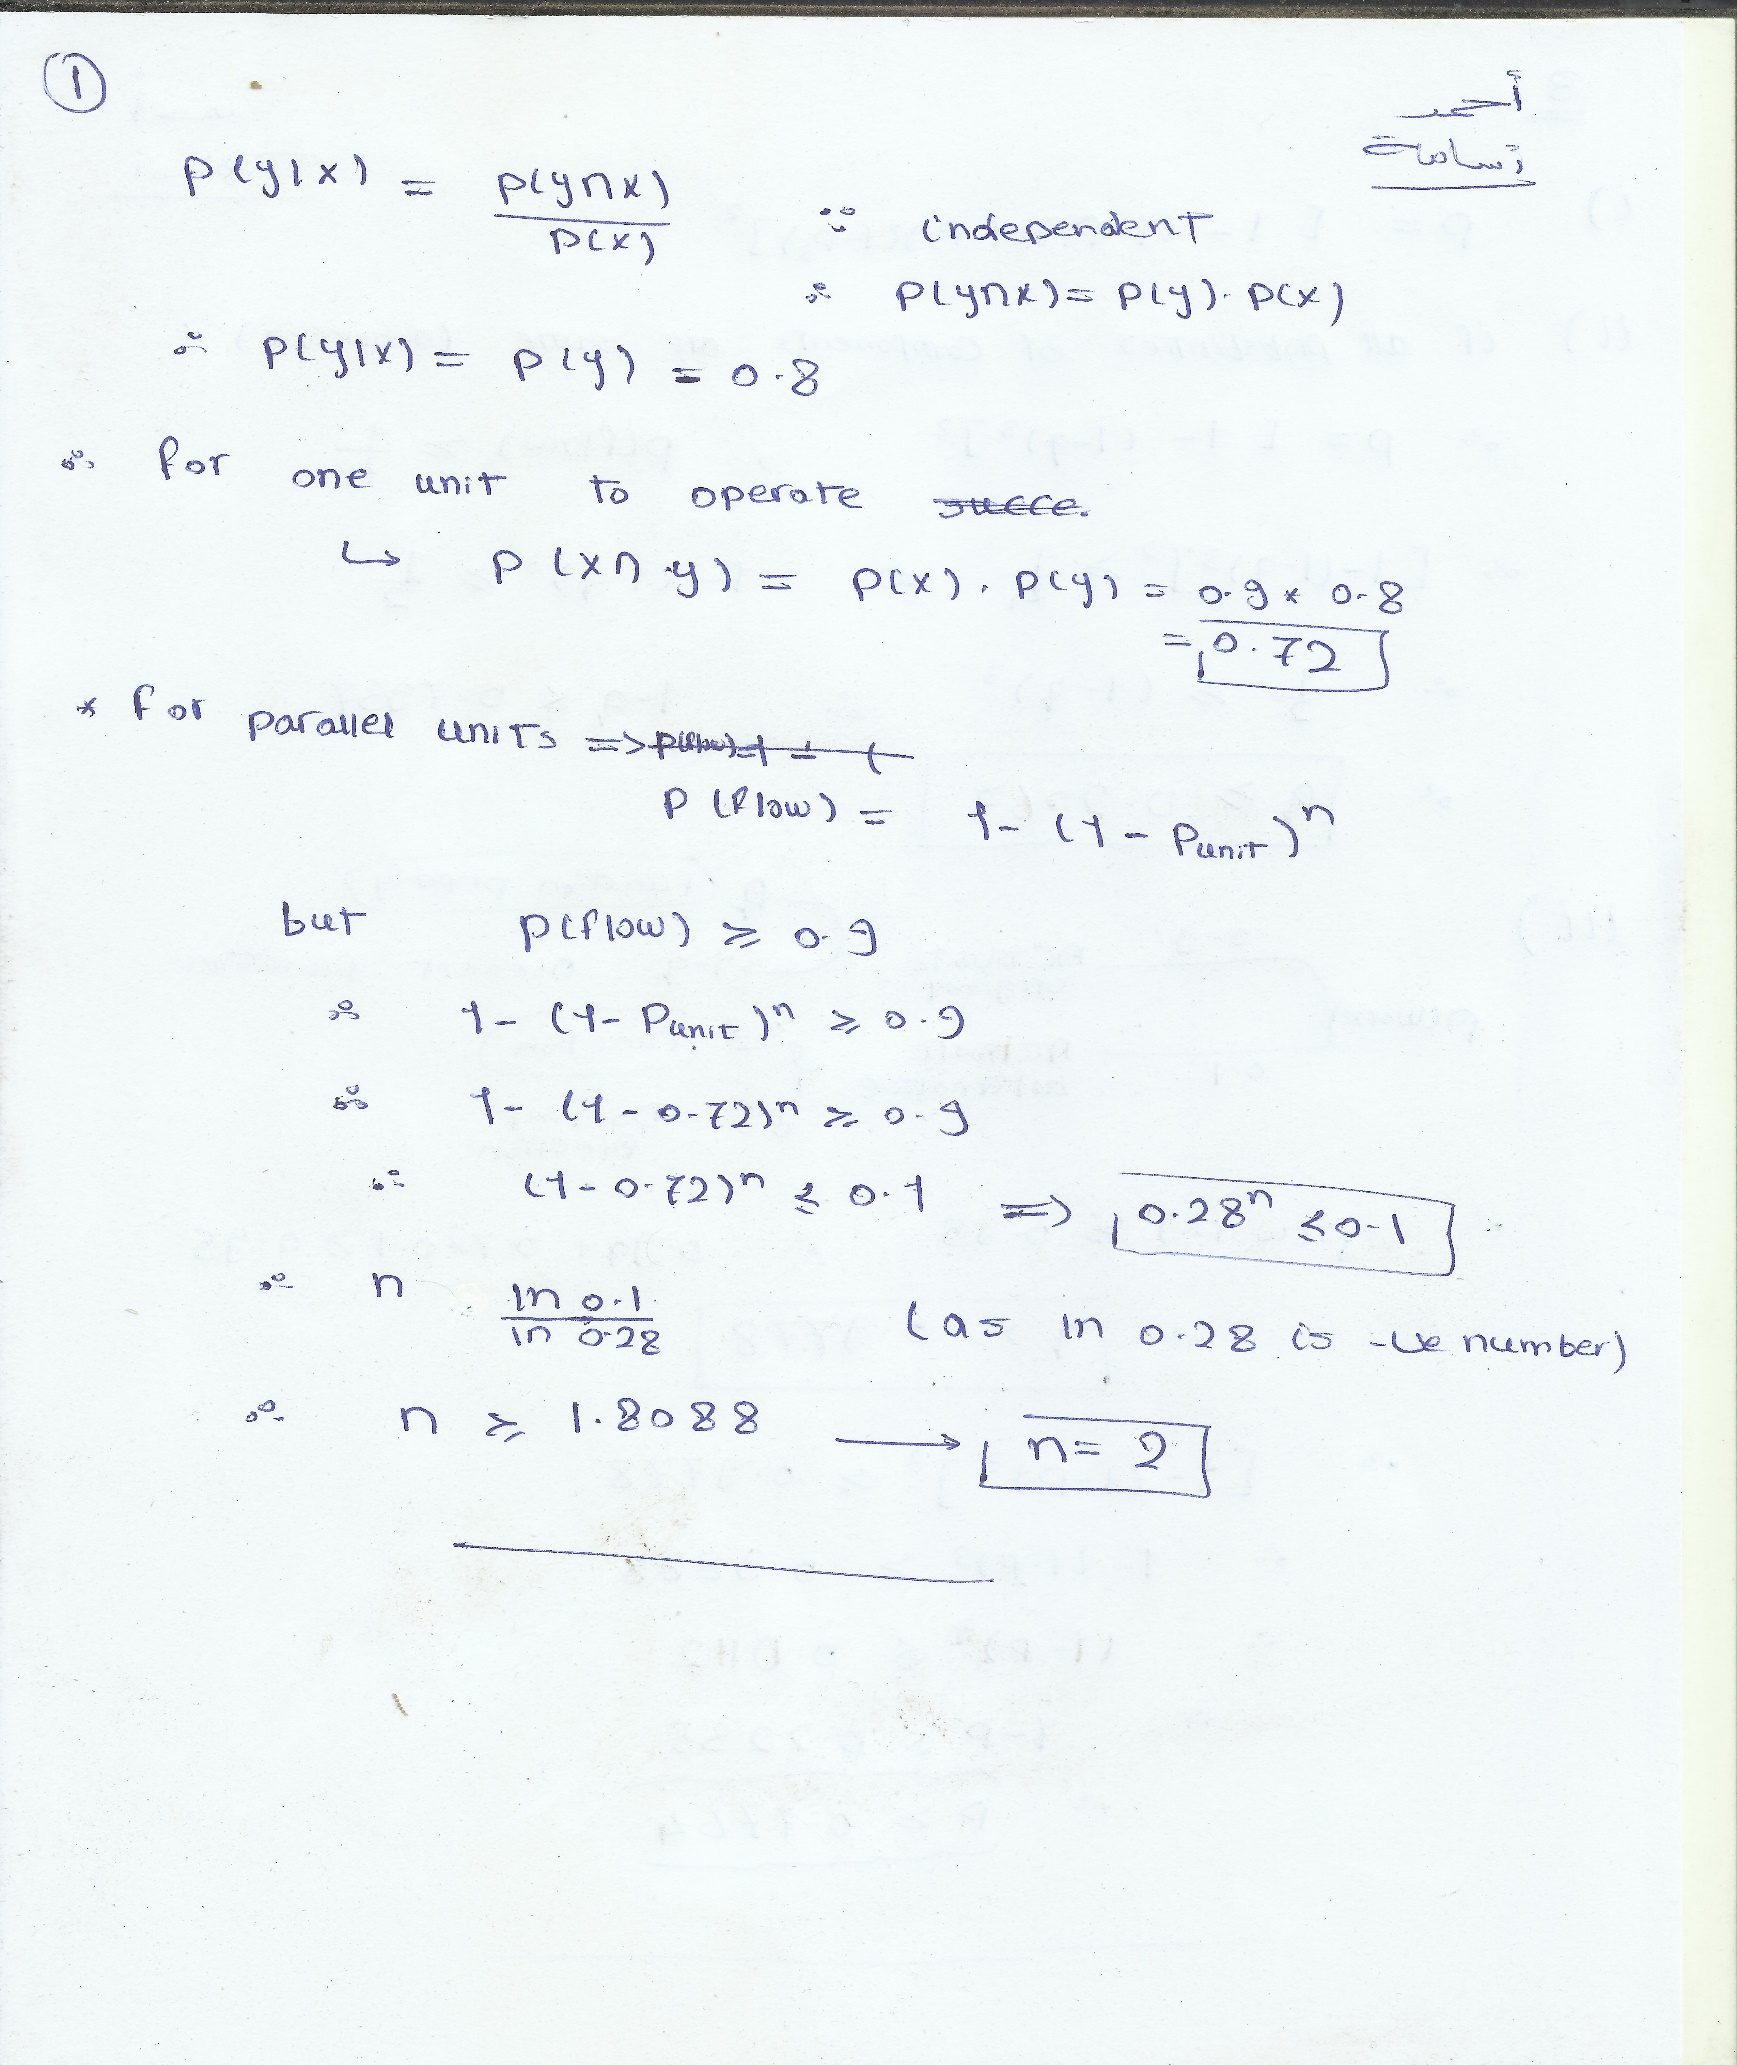 ①
أحمد
أسامة
P(y|x) = P(y∩x) / P(x)
∵ independent
∴ P(y∩x) = P(y). P(x)
∴ P(y|x) = P(y) = 0.8
∴ for one unit to operate succe.
↳ P(x∩y) = P(x). P(y) = 0.9 * 0.8
= 0.72
* for parallel units =>
P(flow) = 1 - (1 - Punit)ⁿ
but P(flow) ≥ 0.9
∴ 1 - (1 - Punit)ⁿ ≥ 0.9
∴ 1 - (1 - 0.72)ⁿ ≥ 0.9
∴ (1 - 0.72)ⁿ ≤ 0.1 => 0.28ⁿ ≤ 0.1
∴ n ln 0.1 / ln 0.28 (as ln 0.28 is -ve number)
∴ n ≥ 1.8088 → n = 2